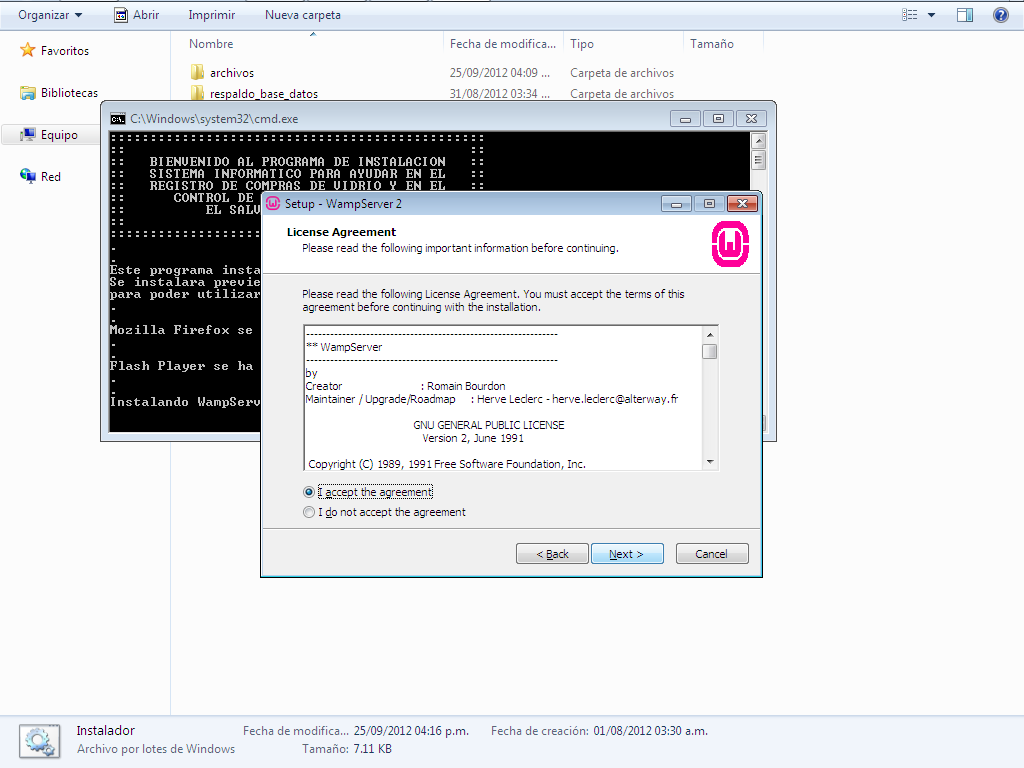 Organizar
Abrir
Imprimir
Nueva carpeta
Nombre
Fecha de modifica...
Tipo
Tamaño
Favoritos
Bibliotecas
Equipo
Red
archivos
25/09/2012 04:09 ...
Carpeta de archivos
respaldo_base_datos
31/08/2012 03:34 ...
Carpeta de archivos
C:\Windows\system32\cmd.exe
::::::::::::::::::::::::::::::::::::::::::::::::
:: ::
:: BIENVENIDO AL PROGRAMA DE INSTALACION ::
:: SISTEMA INFORMATICO PARA AYUDAR EN EL ::
:: REGISTRO DE COMPRAS DE VIDRIO Y EN EL ::
:: CONTROL DE
:: EL SALV
::
:::::::::::::::::::
.
.
Este programa insta
Se instalara previe
para poder utilizar
.
.
Mozilla Firefox se
.
.
Flash Player se ha
.
.
Instalando WampServ
Setup - WampServer 2
License Agreement
Please read the following important information before continuing.
Please read the following License Agreement. You must accept the terms of this
agreement before continuing with the installation.
----------------------------------------------------------------
** WampServer
----------------------------------------------------------------
by
Creator : Romain Bourdon
Maintainer / Upgrade/Roadmap : Herve Leclerc - herve.leclerc@alterway.fr
GNU GENERAL PUBLIC LICENSE
Version 2, June 1991
Copyright (C) 1989, 1991 Free Software Foundation, Inc.
I accept the agreement
I do not accept the agreement
< Back
Next >
Cancel
Instalador
Archivo por lotes de Windows
Fecha de modifica... 25/09/2012 04:16 p.m.
Tamaño: 7.11 KB
Fecha de creación: 01/08/2012 03:30 a.m.